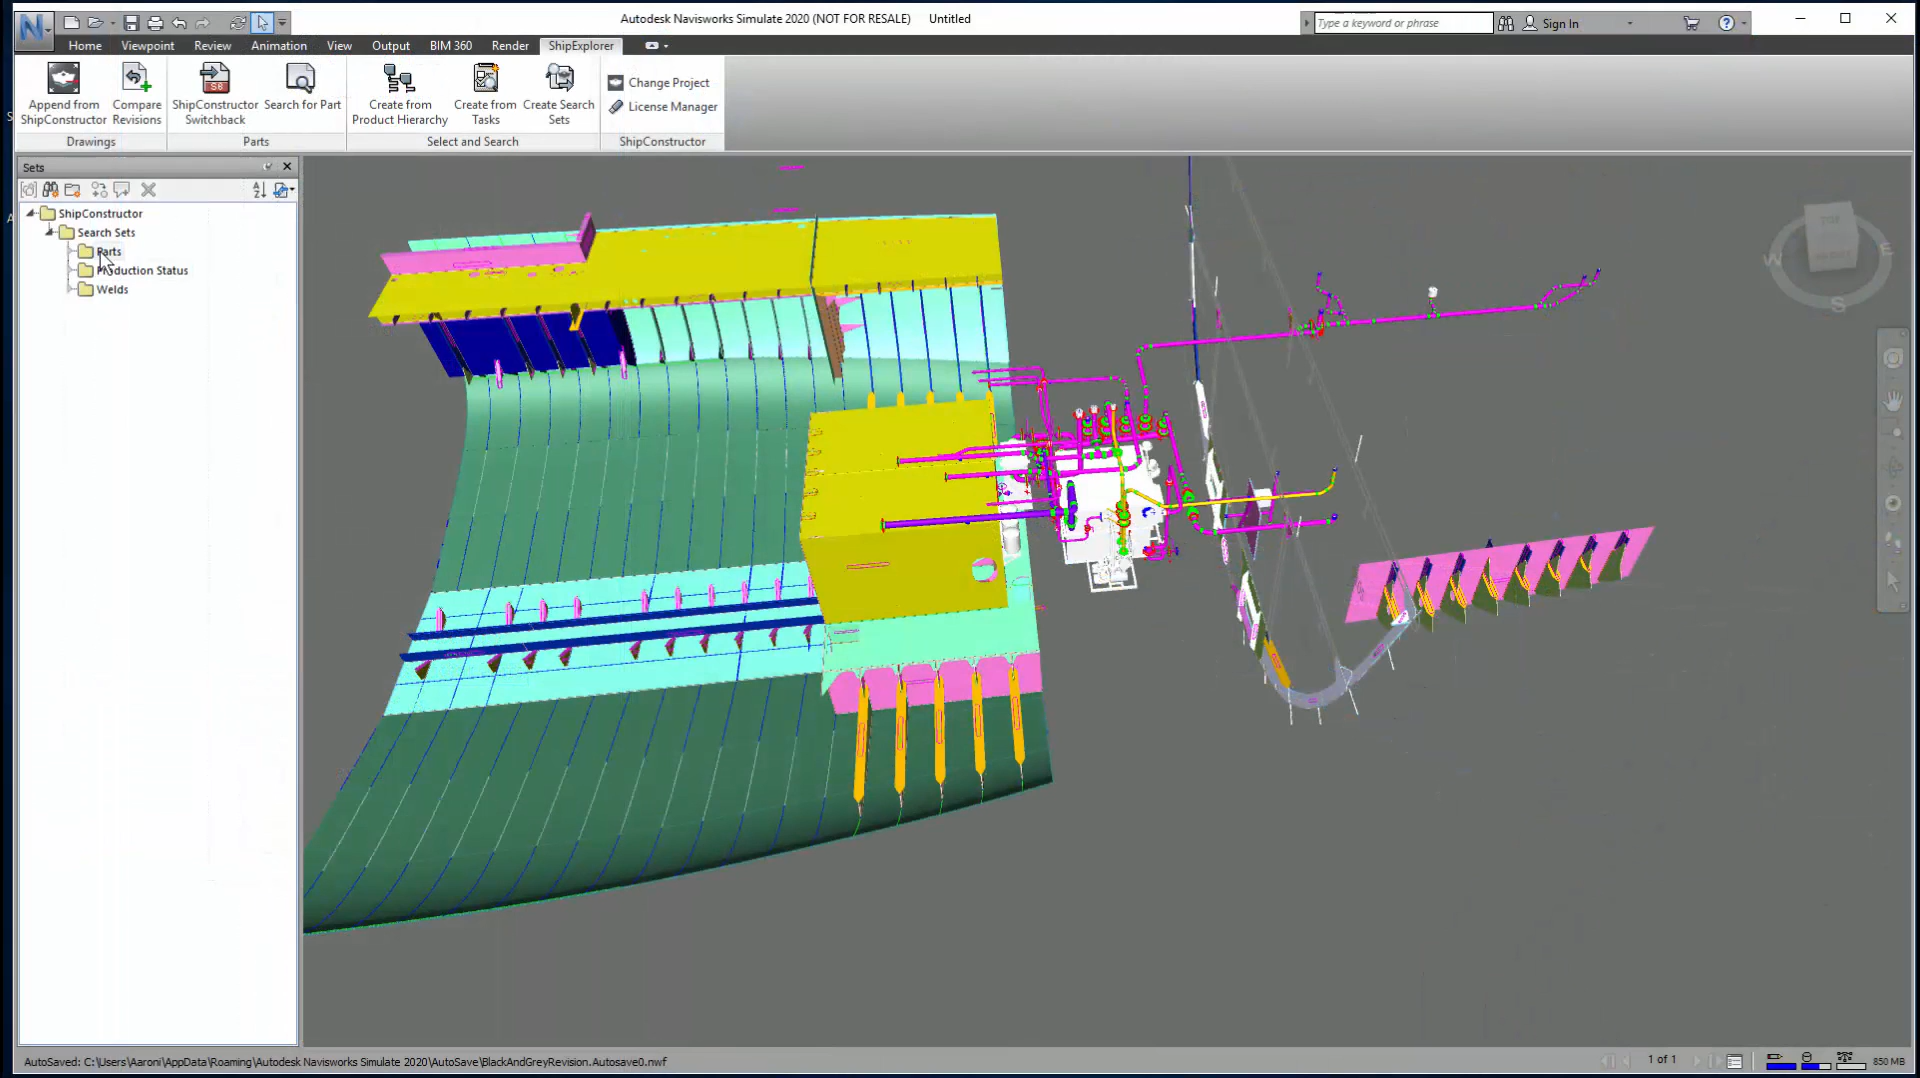 Autodesk Navisworks Simulate 2020 (NOT FOR RESALE) Untitled
Type a keyword or phrase
Sign In
Home Viewpoint Review Animation View Output BIM 360 Render ShipExplorer
Append from ShipConstructor
Compare Revisions
ShipConstructor Switchback
Search for Part
Create from Product Hierarchy
Create from Tasks
Create Search Sets
Change Project
License Manager
Drawings Parts Select and Search ShipConstructor
Sets
ShipConstructor
Search Sets
Parts
Production Status
Welds
TOP
W
E
S
AutoSaved: C:\Users\Aaroni\AppData\Roaming\Autodesk Navisworks Simulate 2020\AutoSave\BlackAndGreyRevision.Autosave0.nwf
1 of 1
850 MB